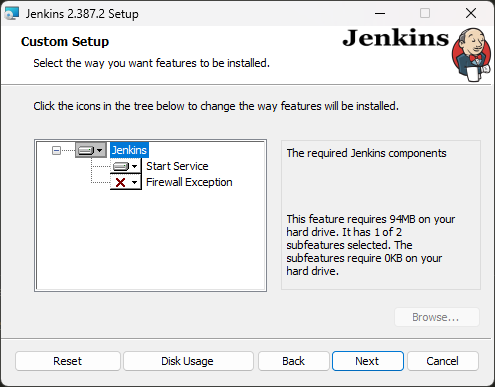 Jenkins 2.387.2 Setup
Custom Setup
Select the way you want features to be installed.
Jenkins
Click the icons in the tree below to change the way features will be installed.
Jenkins
Start Service
Firewall Exception
The required Jenkins components
This feature requires 94MB on your
hard drive. It has 1 of 2
subfeatures selected. The
subfeatures require 0KB on your
hard drive.
Browse...
Reset
Disk Usage
Back
Next
Cancel